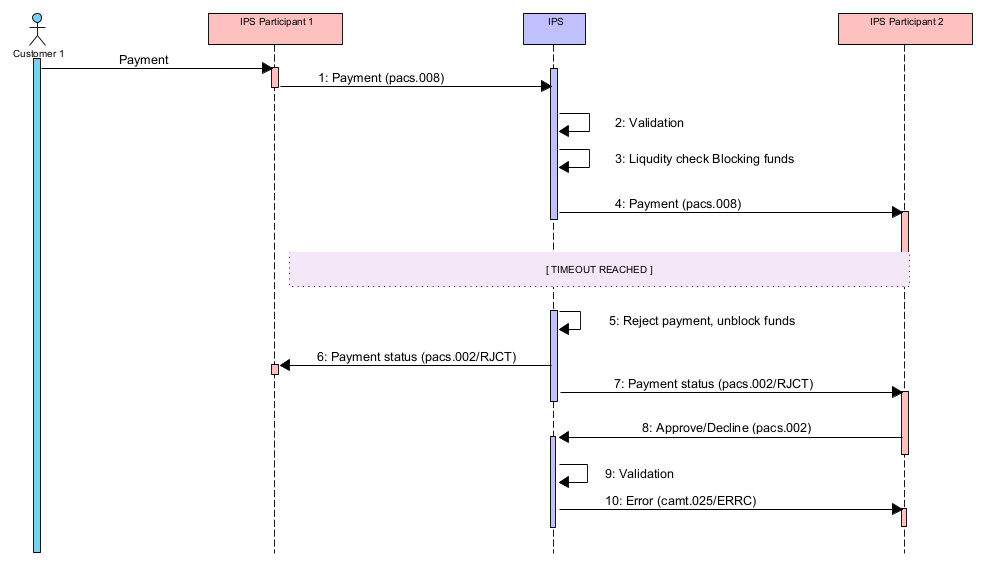 IPS Participant 1
IPS
IPS Participant 2
Customer 1
Payment
1: Payment (pacs.008)
2: Validation
3: Liqudity check Blocking funds
4: Payment (pacs.008)
[ TIMEOUT REACHED ]
5: Reject payment, unblock funds
6: Payment status (pacs.002/RJCT)
7: Payment status (pacs.002/RJCT)
8: Approve/Decline (pacs.002)
9: Validation
10: Error (camt.025/ERRC)